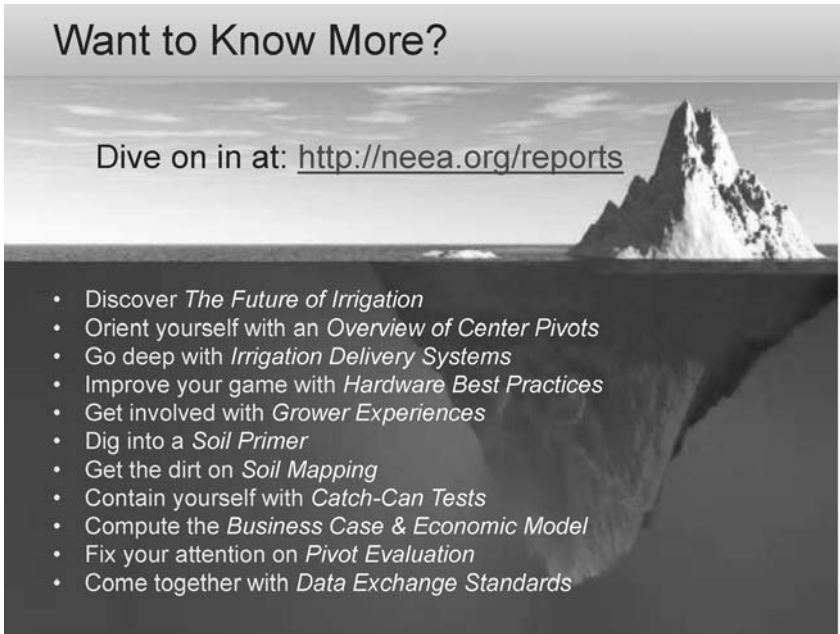 Want to Know More?
Dive on in at: http://neea.org/reports
• Discover The Future of Irrigation
• Orient yourself with an Overview of Center Pivots
• Go deep with Irrigation Delivery Systems
• Improve your game with Hardware Best Practices
• Get involved with Grower Experiences
• Dig into a Soil Primer
• Get the dirt on Soil Mapping
• Contain yourself with Catch-Can Tests
• Compute the Business Case & Economic Model
• Fix your attention on Pivot Evaluation
• Come together with Data Exchange Standards